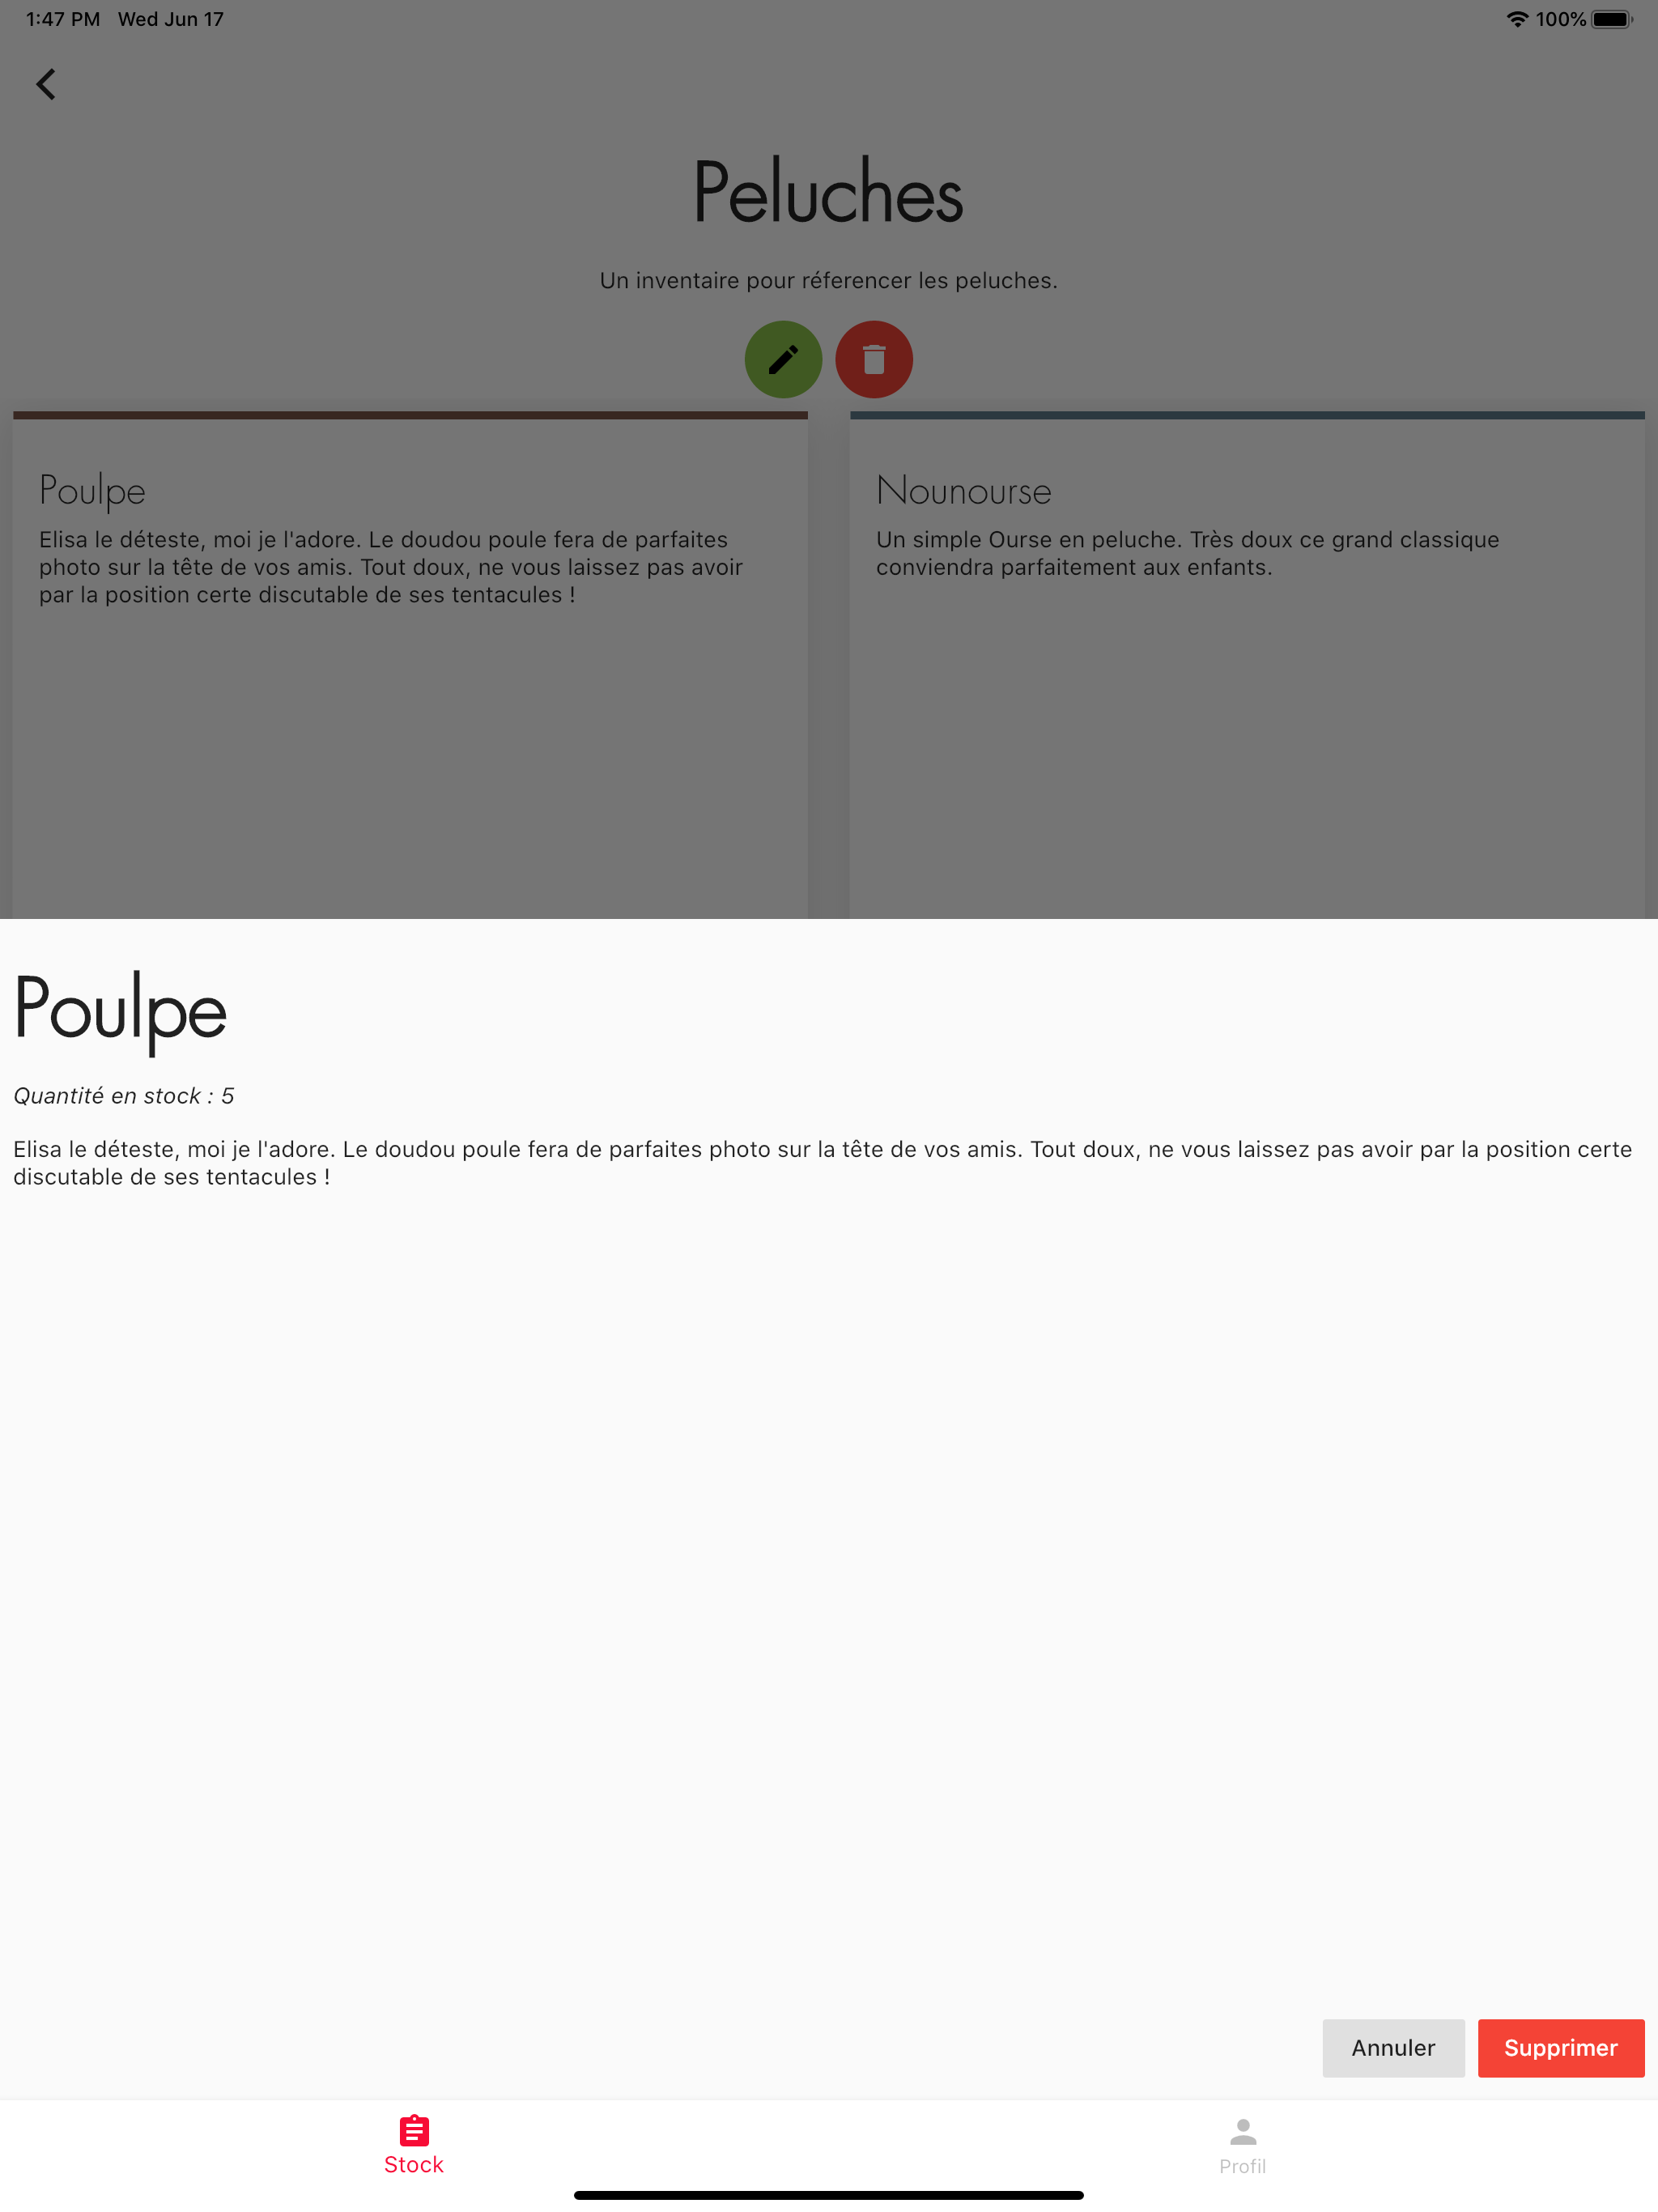 1:47 PM Wed Jun 17
100%
Peluches
Un inventaire pour réferencer les peluches.
Poulpe
Elisa le déteste, moi je l'adore. Le doudou poule fera de parfaites
photo sur la tête de vos amis. Tout doux, ne vous laissez pas avoir
par la position certe discutable de ses tentacules !
Nounourse
Un simple Ourse en peluche. Très doux ce grand classique
conviendra parfaitement aux enfants.
Poulpe
Quantité en stock : 5
Elisa le déteste, moi je l'adore. Le doudou poule fera de parfaites photo sur la tête de vos amis. Tout doux, ne vous laissez pas avoir par la position certe
discutable de ses tentacules !
Annuler
Supprimer
Stock
Profil